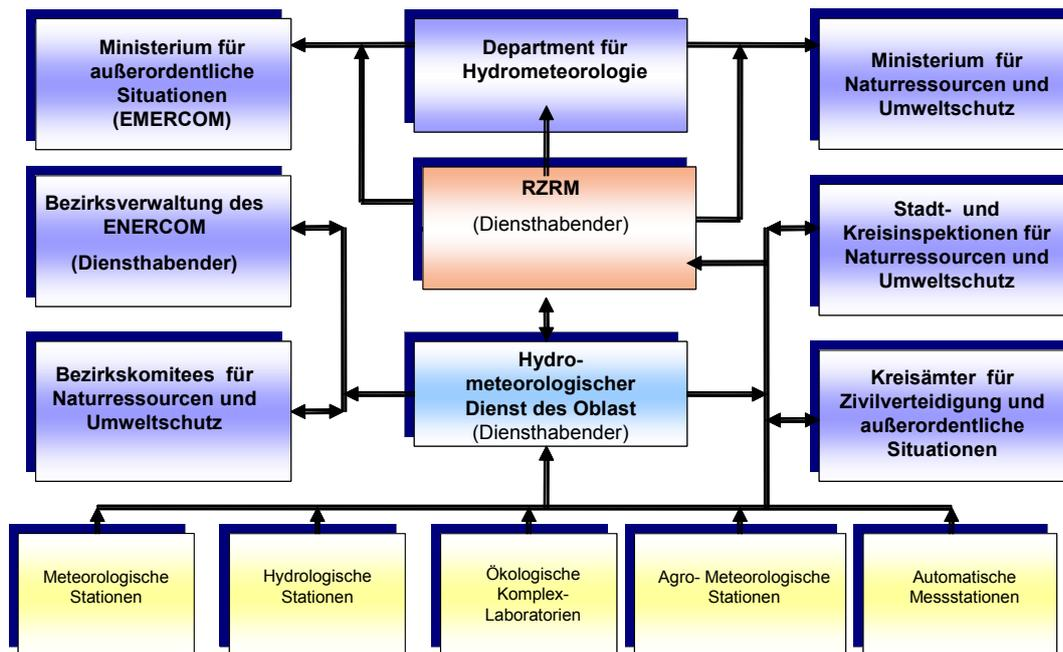 Ministerium für
außerordentliche
Situationen
(EMERCOM)
Department für
Hydrometeorologie
Ministerium für
Naturressourcen und
Umweltschutz
Bezirksverwaltung des
ENERCOM
(Diensthabender)
RZRM
(Diensthabender)
Stadt- und
Kreisinspektionen für
Naturressourcen und
Umweltschutz
Bezirkskomitees für
Naturressourcen und
Umweltschutz
Hydro-
meteorologischer
Dienst des Oblast
(Diensthabender)
Kreisämter für
Zivilverteidigung und
außerordentliche
Situationen
Meteorologische
Stationen
Hydrologische
Stationen
Ökologische
Komplex-
Laboratorien
Agro- Meteorologische
Stationen
Automatische
Messstationen